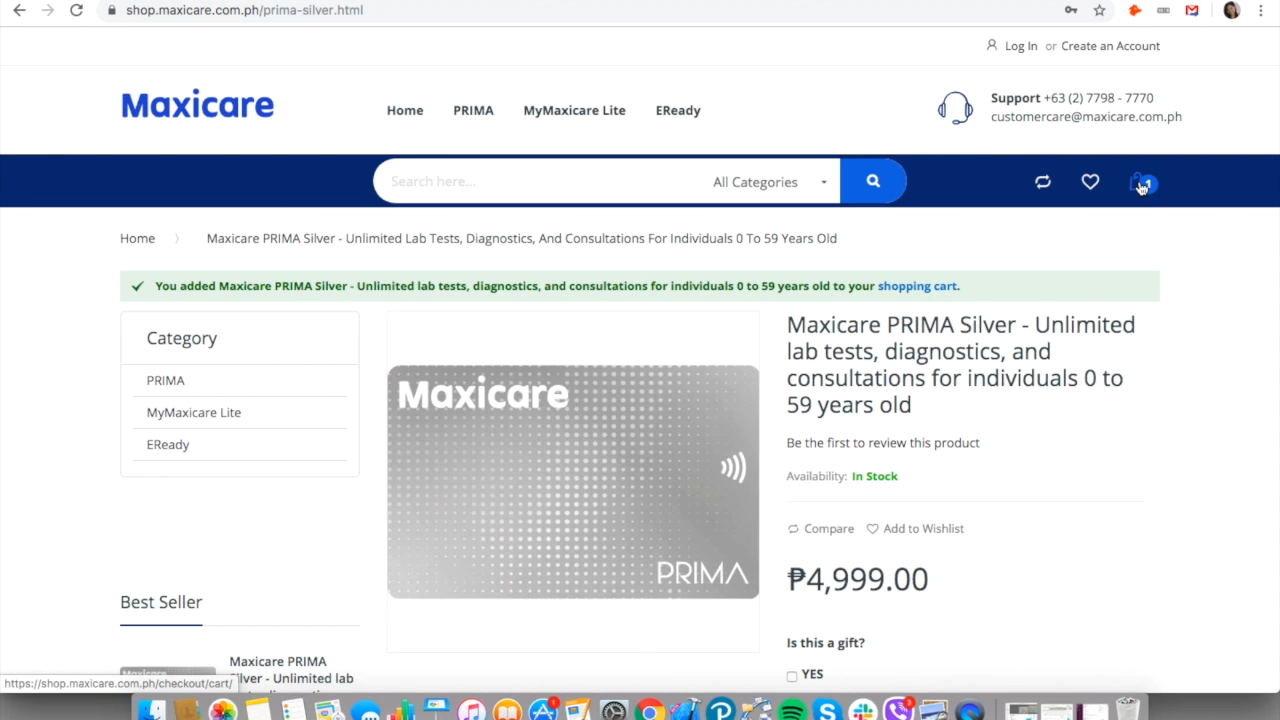 shop.maxicare.com.ph/prima-silver.html
Log In or Create an Account
Maxicare
Home PRIMA MyMaxicare Lite EReady
Support +63 (2) 7798 - 7770
customercare@maxicare.com.ph
Search here... All Categories
1
Home 〉 Maxicare PRIMA Silver - Unlimited Lab Tests, Diagnostics, And Consultations For Individuals 0 To 59 Years Old
You added Maxicare PRIMA Silver - Unlimited lab tests, diagnostics, and consultations for individuals 0 to 59 years old to your shopping cart.
Category
PRIMA
MyMaxicare Lite
EReady
Maxicare
PRIMA
Maxicare PRIMA Silver - Unlimited
lab tests, diagnostics, and
consultations for individuals 0 to
59 years old
Be the first to review this product
Availability: In Stock
Compare Add to Wishlist
₱4,999.00
Is this a gift?
YES
Best Seller
Maxicare PRIMA
Silver - Unlimited lab
https://shop.maxicare.com.ph/checkout/cart/